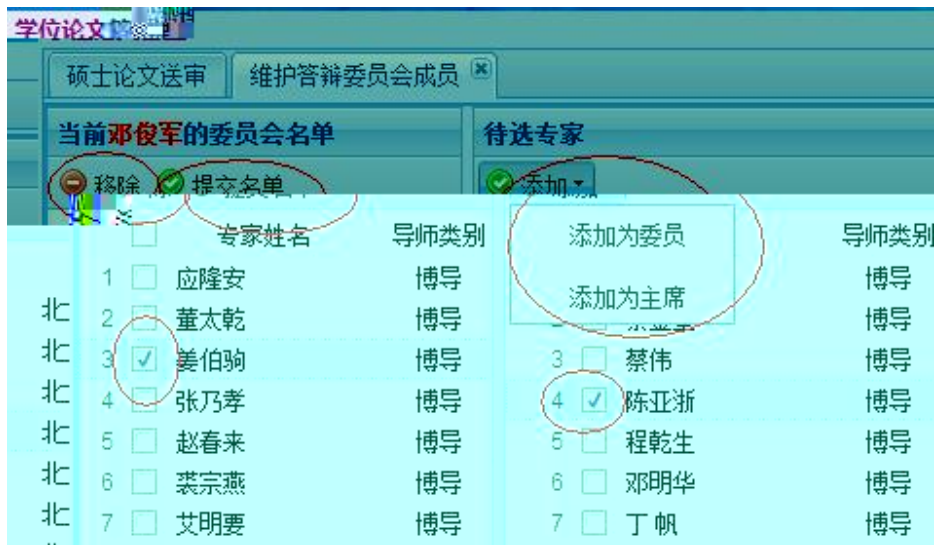 学位论文
硕士论文送审 维护答辩委员会成员
当前邓俊军的委员会名单 待选专家
移除 提交名单 添加
专家姓名 导师类别 添加为委员 导师类别
1 应隆安 博导 博导
添加为主席
北 2 董太乾 博导 博导
北 3 姜伯驹 博导 3 蔡伟 博导
北 4 张乃孝 博导 4 陈亚浙 博导
北 5 赵春来 博导 5 程乾生 博导
北 6 裘宗燕 博导 6 邓明华 博导
北 7 艾明要 博导 7 丁帆 博导